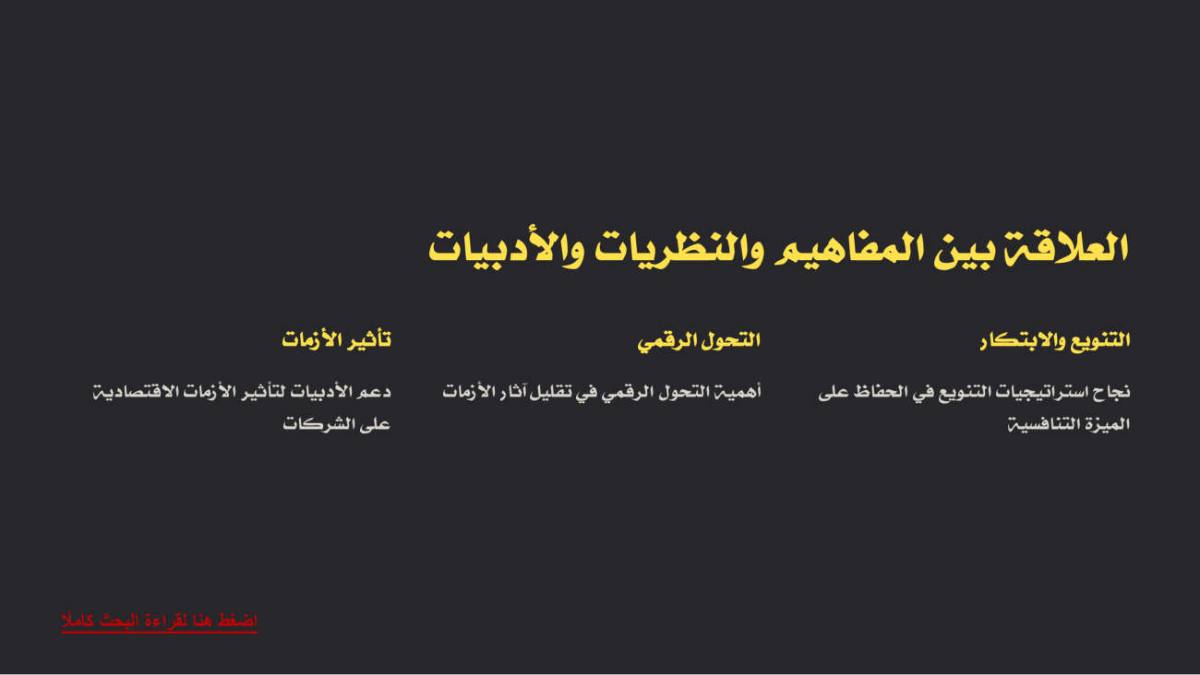 العلاقة بين المفاهيم والنظريات والأدبيات
التنويع والابتكار
نجاح استراتيجيات التنويع في الحفاظ على
الميزة التنافسية
التحول الرقمي
أهمية التحول الرقمي في تقليل آثار الأزمات
تأثير الأزمات
دعم الأدبيات لتأثير الأزمات الاقتصادية
على الشركات
اضغط هنا لقراءة البحث كاملًا